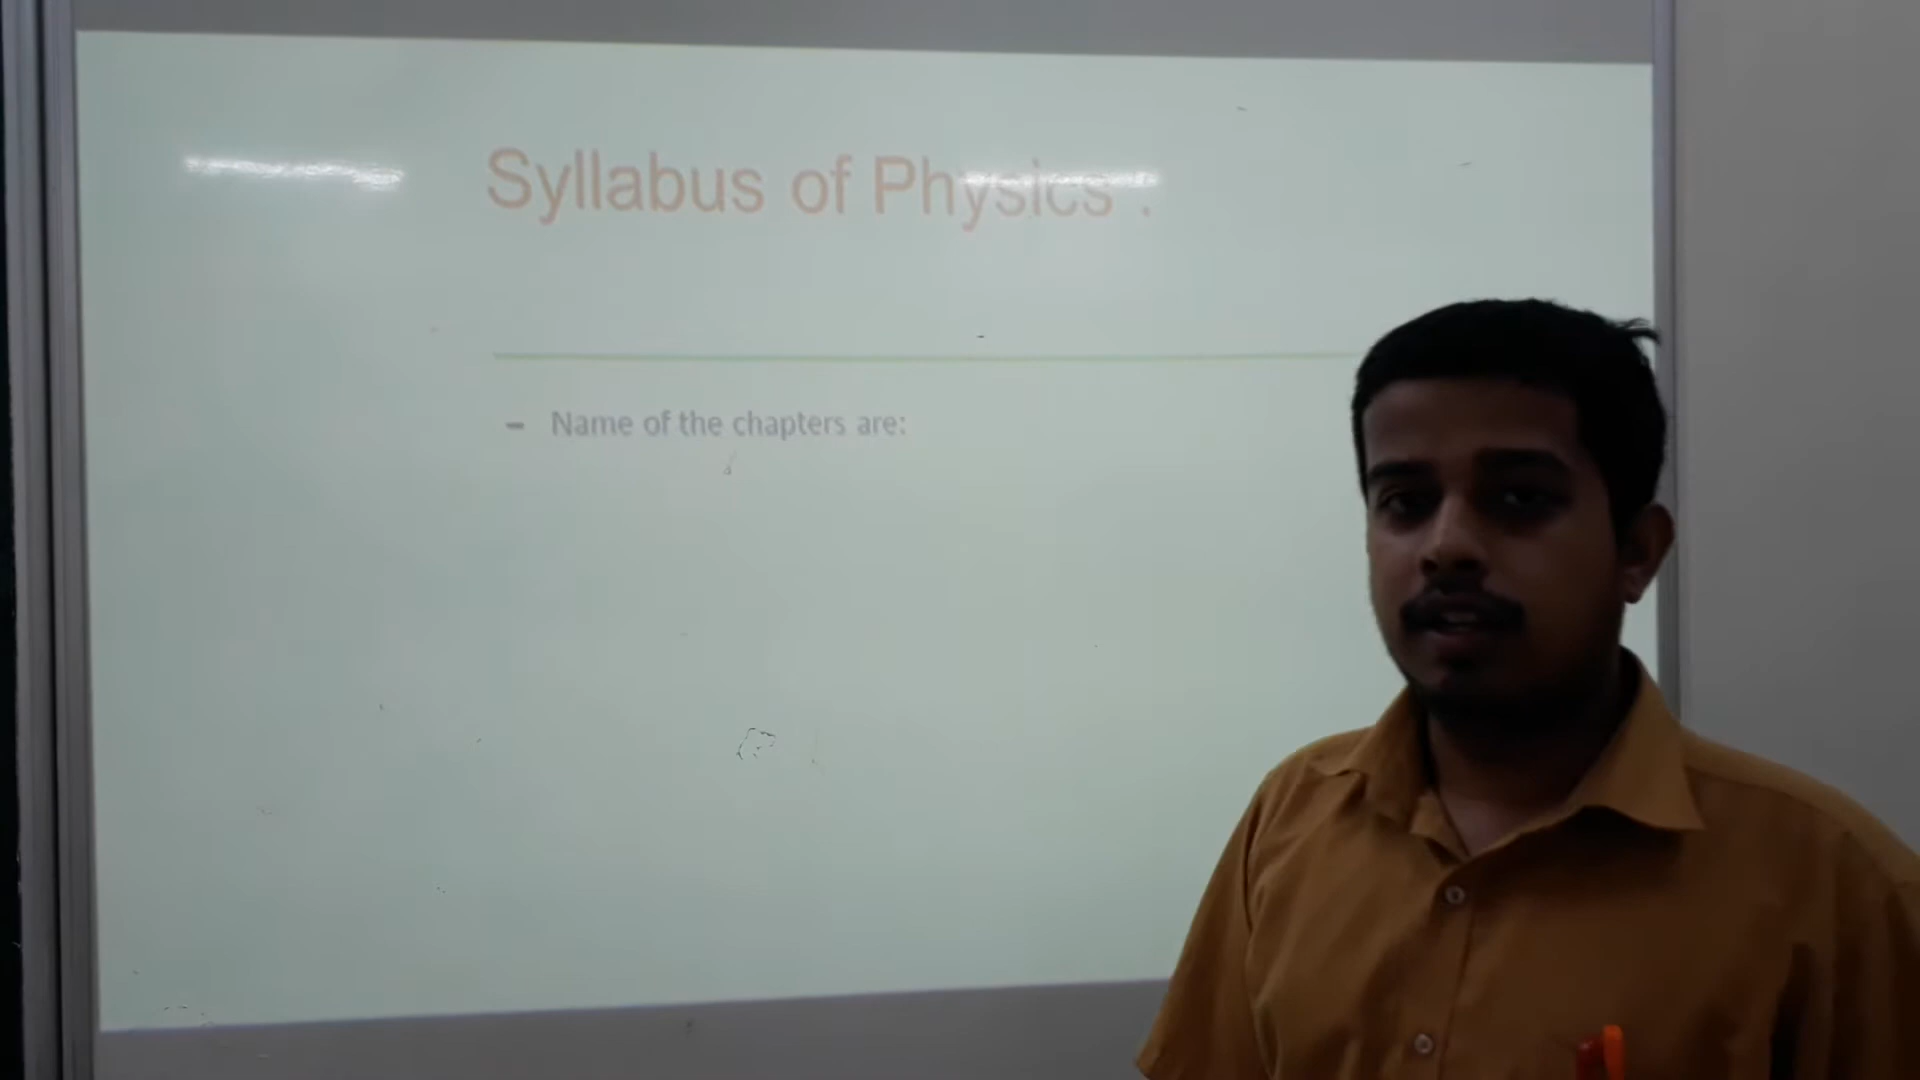 Syllabus of Physics .
– Name of the chapters are: